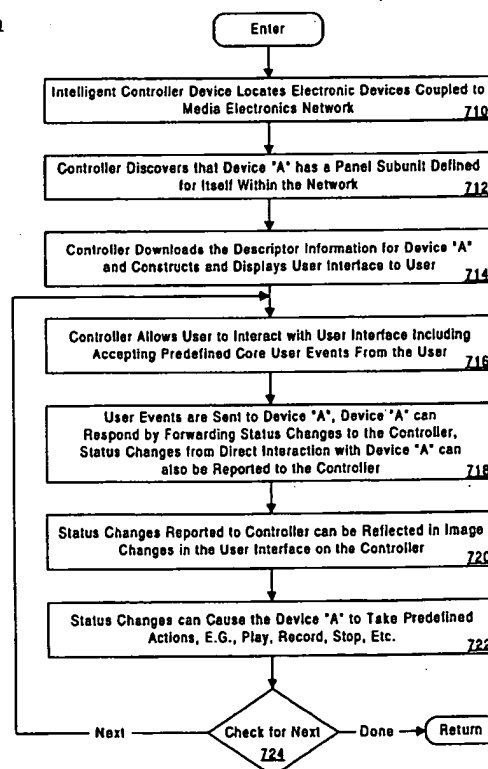 Enter
Intelligent Controller Device Locates Electronic Devices Coupled to
Media Electronics Network
710
Controller Discovers that Device "A" has a Panel Subunit Defined
for Itself Within the Network
712
Controller Downloads the Descriptor Information for Device "A"
and Constructs and Displays User Interface to User
714
Controller Allows User to Interact with User Interface Including
Accepting Predefined Core User Events From the User
716
User Events are Sent to Device "A", Device "A" can
Respond by Forwarding Status Changes to the Controller,
Status Changes from Direct Interaction with Device "A" can
also be Reported to the Controller
718
Status Changes Reported to Controller can be Reflected in Image
Changes in the User Interface on the Controller
720
Status Changes can Cause the Device "A" to Take Predefined
Actions, E.G., Play, Record, Stop, Etc.
722
Next
Check for Next
724
Done
Return